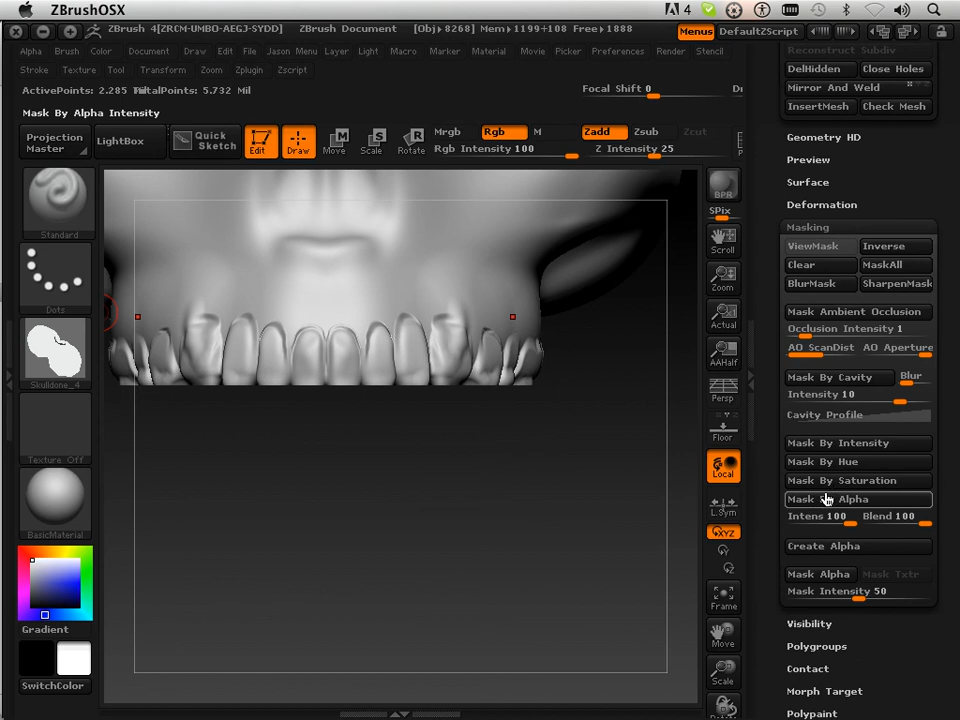 ZBrushOSX
4
ZBrush 4[ZRCM-UMBO-AEGJ-SYDD] ZBrush Document [Obj▸8268] Mem▸1199+108 Free▸1888 Menus DefaultZScript
Alpha Brush Color Document Draw Edit File Jason Menu Layer Light Macro Marker Material Movie Picker Preferences Render Stencil
Stroke Texture Tool Transform Zoom Zplugin Zscript
ActivePoints: 2.285 Mil
TotalPoints: 5.732 Mil
Focal Shift 0
Mask By Alpha Intensity
Projection
Master
LightBox
Quick
Sketch
Edit
Draw
Move
Scale
Rotate
Mrgb Rgb M
Rgb Intensity 100
Zadd Zsub Zcut
Z Intensity 25
Standard
Dots
Skulldone_4
Texture Off
BasicMaterial
Gradient
SwitchColor
BPR
SPix
Scroll
Zoom
Actual
AAHalf
Persp
Floor
Local
L.Sym
XYZ
Y
Z
Frame
Move
Scale
Reconstruct Subdiv
DelHidden Close Holes
Mirror And Weld
InsertMesh Check Mesh
Geometry HD
Preview
Surface
Deformation
Masking
ViewMask Inverse
Clear MaskAll
BlurMask SharpenMask
Mask Ambient Occlusion
Occlusion Intensity 1
AO ScanDist AO Aperture
Mask By Cavity Blur
Intensity 10
Cavity Profile
Mask By Intensity
Mask By Hue
Mask By Saturation
Mask By Alpha
Intens 100 Blend 100
Create Alpha
Mask Alpha Mask Txtr
Mask Intensity 50
Visibility
Polygroups
Contact
Morph Target
Polypaint